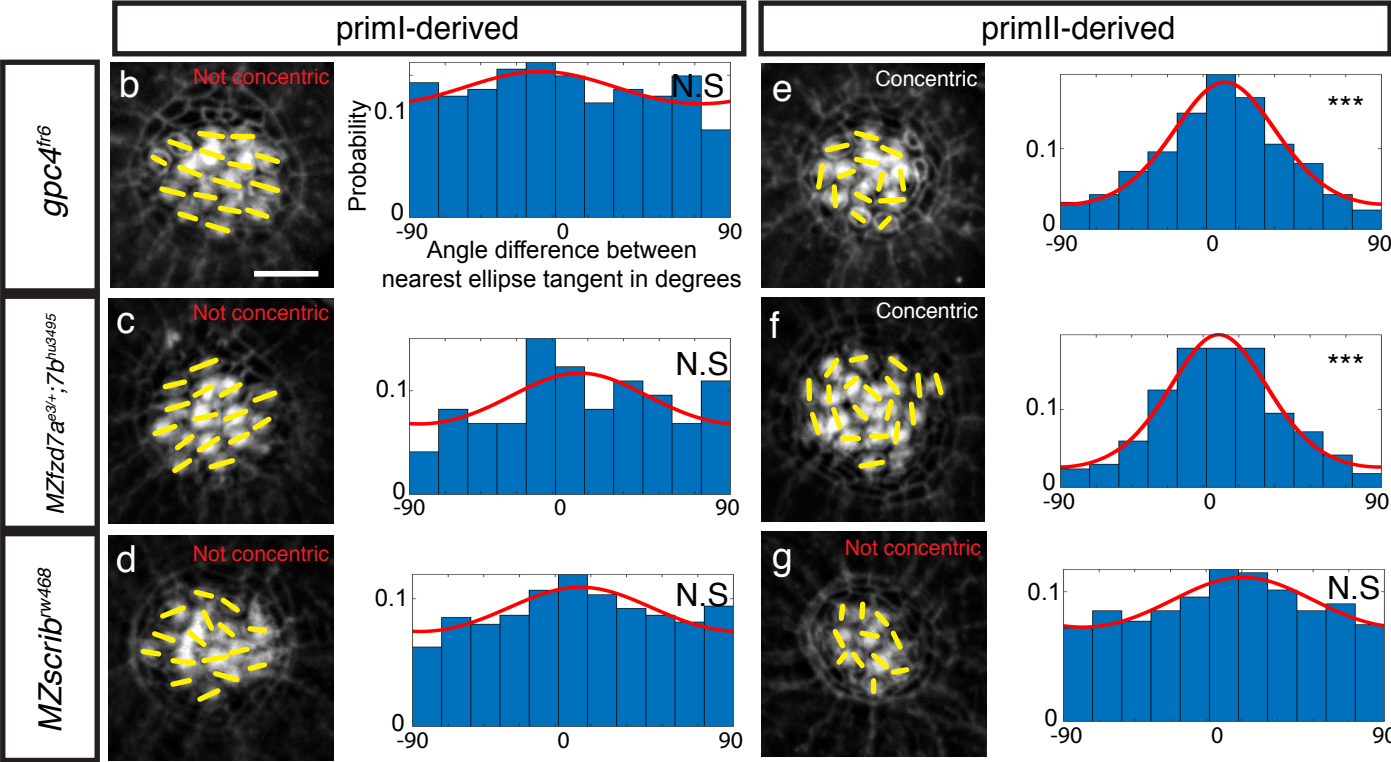 primI-derived
primII-derived
gpc4fr6
b
Not concentric
N.S
Probability
0.1
0
-90
0
90
Angle difference between
nearest ellipse tangent in degrees
e
Concentric
***
0.1
0
-90
0
90
MZfzd7ae3/+;7bhu3495
c
Not concentric
N.S
0.1
0
-90
0
90
f
Concentric
***
0.1
0
-90
0
90
MZscribrw468
d
Not concentric
N.S
0.1
0
-90
0
90
g
Not concentric
N.S
0.1
0
-90
0
90